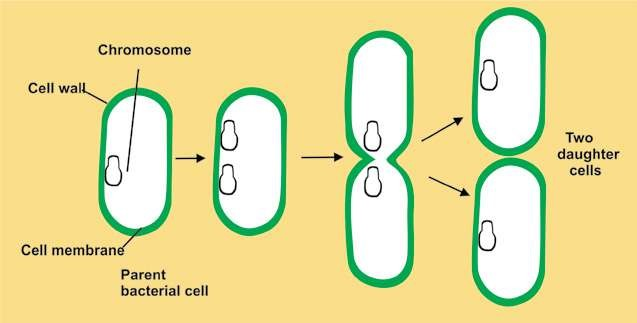 Chromosome
Cell wall
Cell membrane
Parent
bacterial cell
Two
daughter
cells